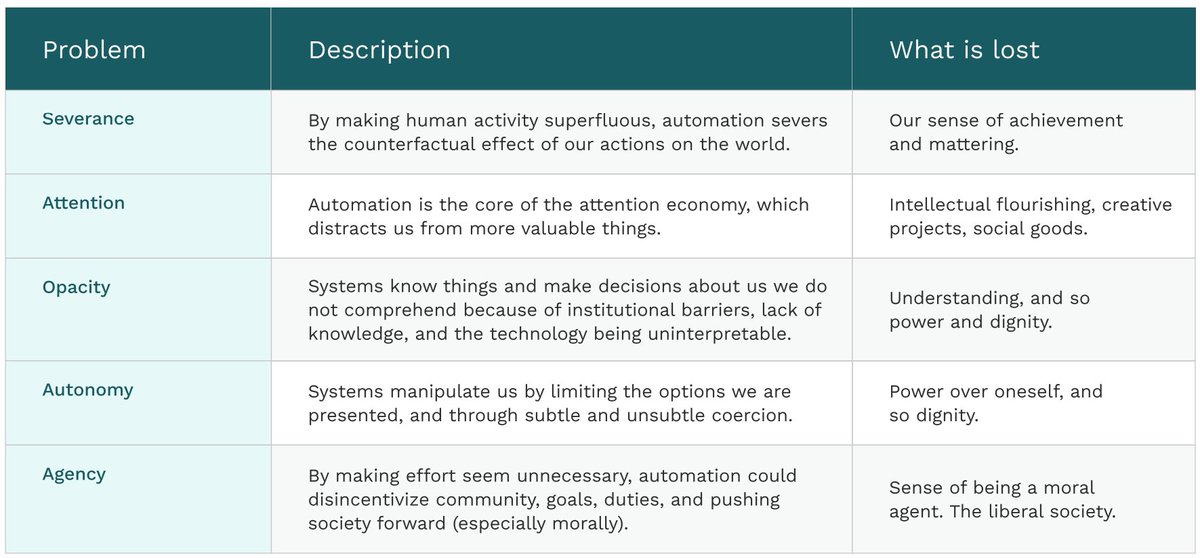 Problem
Description
What is lost
Severance
By making human activity superfluous, automation severs
the counterfactual effect of our actions on the world.
Our sense of achievement
and mattering.
Attention
Automation is the core of the attention economy, which
distracts us from more valuable things.
Intellectual flourishing, creative
projects, social goods.
Opacity
Systems know things and make decisions about us we do
not comprehend because of institutional barriers, lack of
knowledge, and the technology being uninterpretable.
Understanding, and so
power and dignity.
Autonomy
Systems manipulate us by limiting the options we are
presented, and through subtle and unsubtle coercion.
Power over oneself, and
so dignity.
Agency
By making effort seem unnecessary, automation could
disincentivize community, goals, duties, and pushing
society forward (especially morally).
Sense of being a moral
agent. The liberal society.